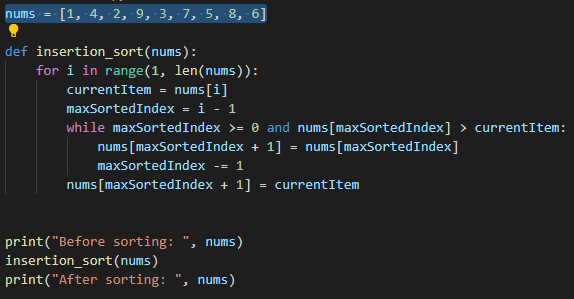 nums = [1, 4, 2, 9, 3, 7, 5, 8, 6]
def insertion_sort(nums):
    for i in range(1, len(nums)):
        currentItem = nums[i]
        maxSortedIndex = i - 1
        while maxSortedIndex >= 0 and nums[maxSortedIndex] > currentItem:
            nums[maxSortedIndex + 1] = nums[maxSortedIndex]
            maxSortedIndex -= 1
        nums[maxSortedIndex + 1] = currentItem
print("Before sorting: ", nums)
insertion_sort(nums)
print("After sorting: ", nums)